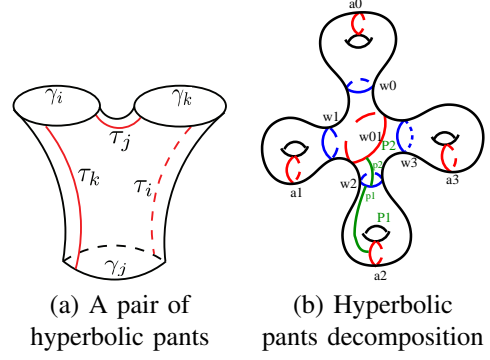 γi
γk
τj
τk
τi
γj
(a) A pair of
hyperbolic pants
a0
w0
w1
w01
P2
p2
w3
w2
p1
a1
a3
P1
a2
(b) Hyperbolic
pants decomposition